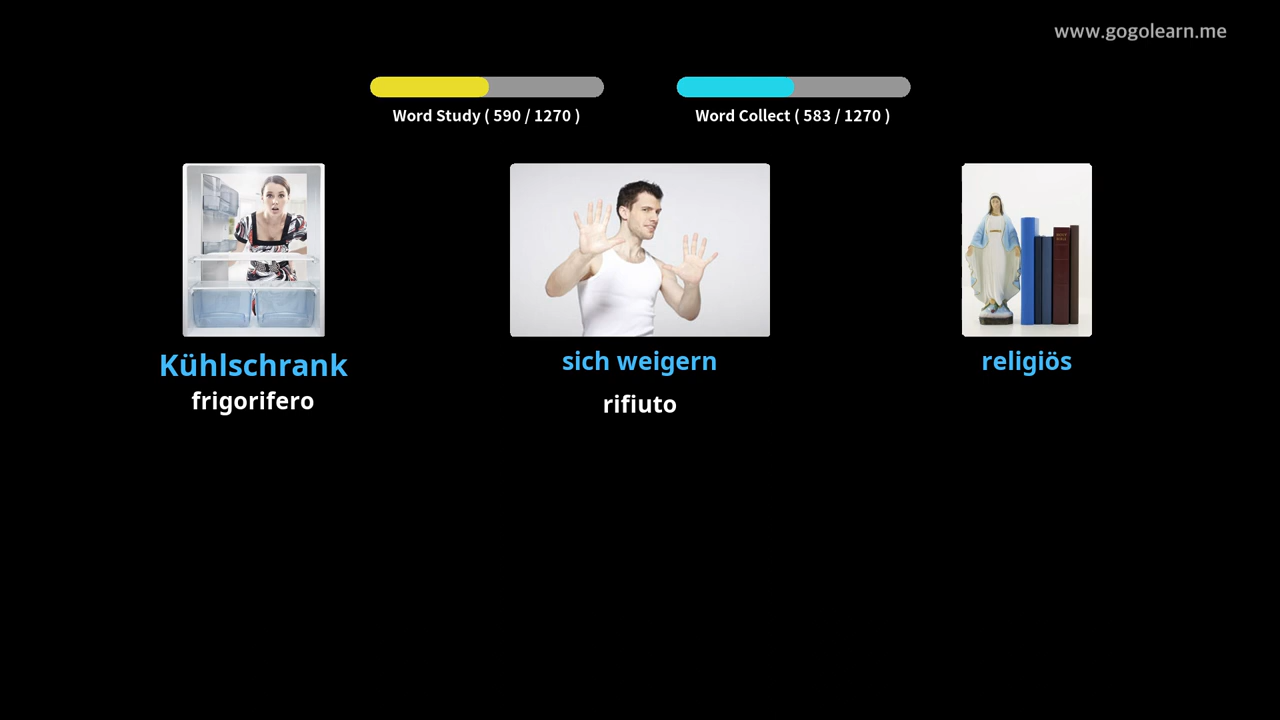 www.gogolearn.me
Word Study ( 590 / 1270 )
Word Collect ( 583 / 1270 )
Kühlschrank
frigorifero
sich weigern
rifiuto
religiös